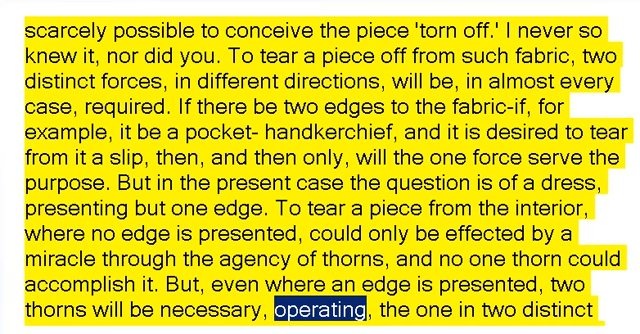 scarcely possible to conceive the piece 'torn off.' I never so
knew it, nor did you. To tear a piece off from such fabric, two
distinct forces, in different directions, will be, in almost every
case, required. If there be two edges to the fabric-if, for
example, it be a pocket- handkerchief, and it is desired to tear
from it a slip, then, and then only, will the one force serve the
purpose. But in the present case the question is of a dress,
presenting but one edge. To tear a piece from the interior,
where no edge is presented, could only be effected by a
miracle through the agency of thorns, and no one thorn could
accomplish it. But, even where an edge is presented, two
thorns will be necessary, operating, the one in two distinct